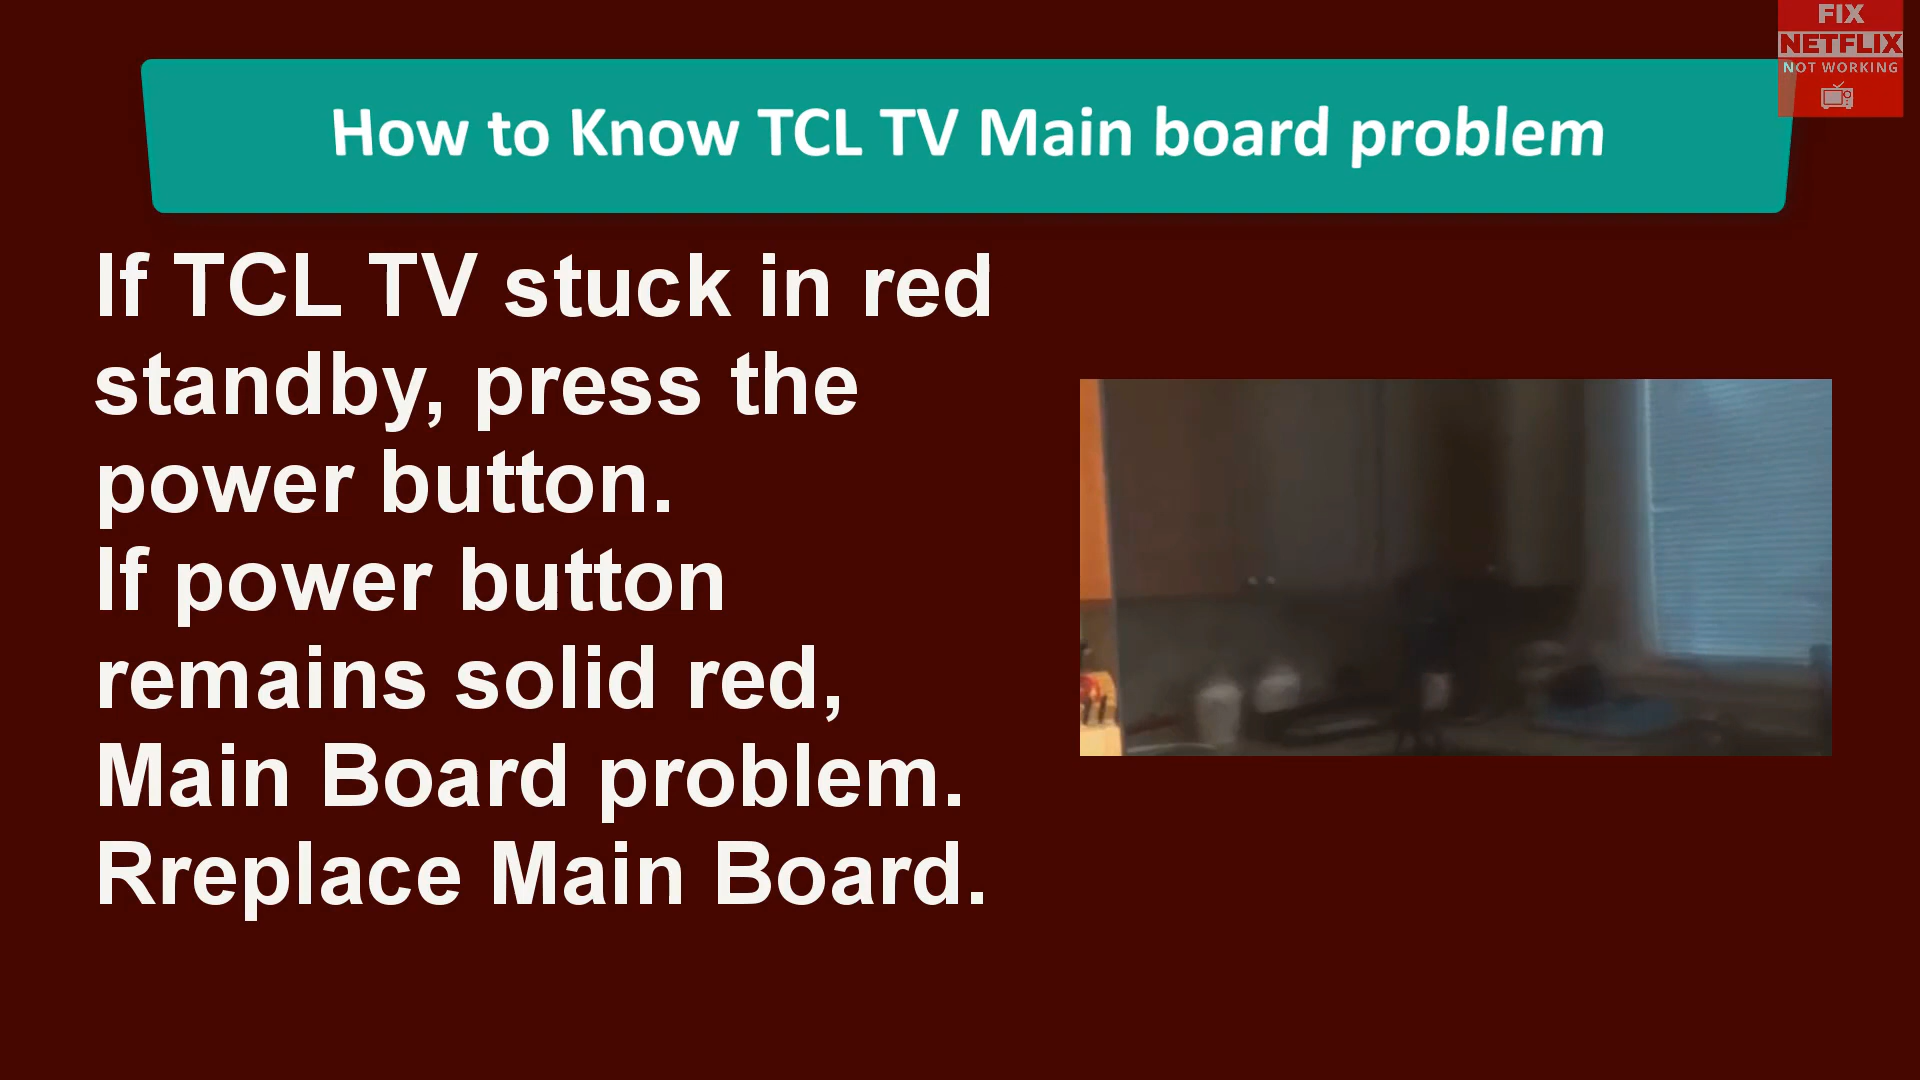 FIX
NETFLIX
NOT WORKING
How to Know TCL TV Main board problem
If TCL TV stuck in red
standby, press the
power button.
If power button
remains solid red,
Main Board problem.
Rreplace Main Board.